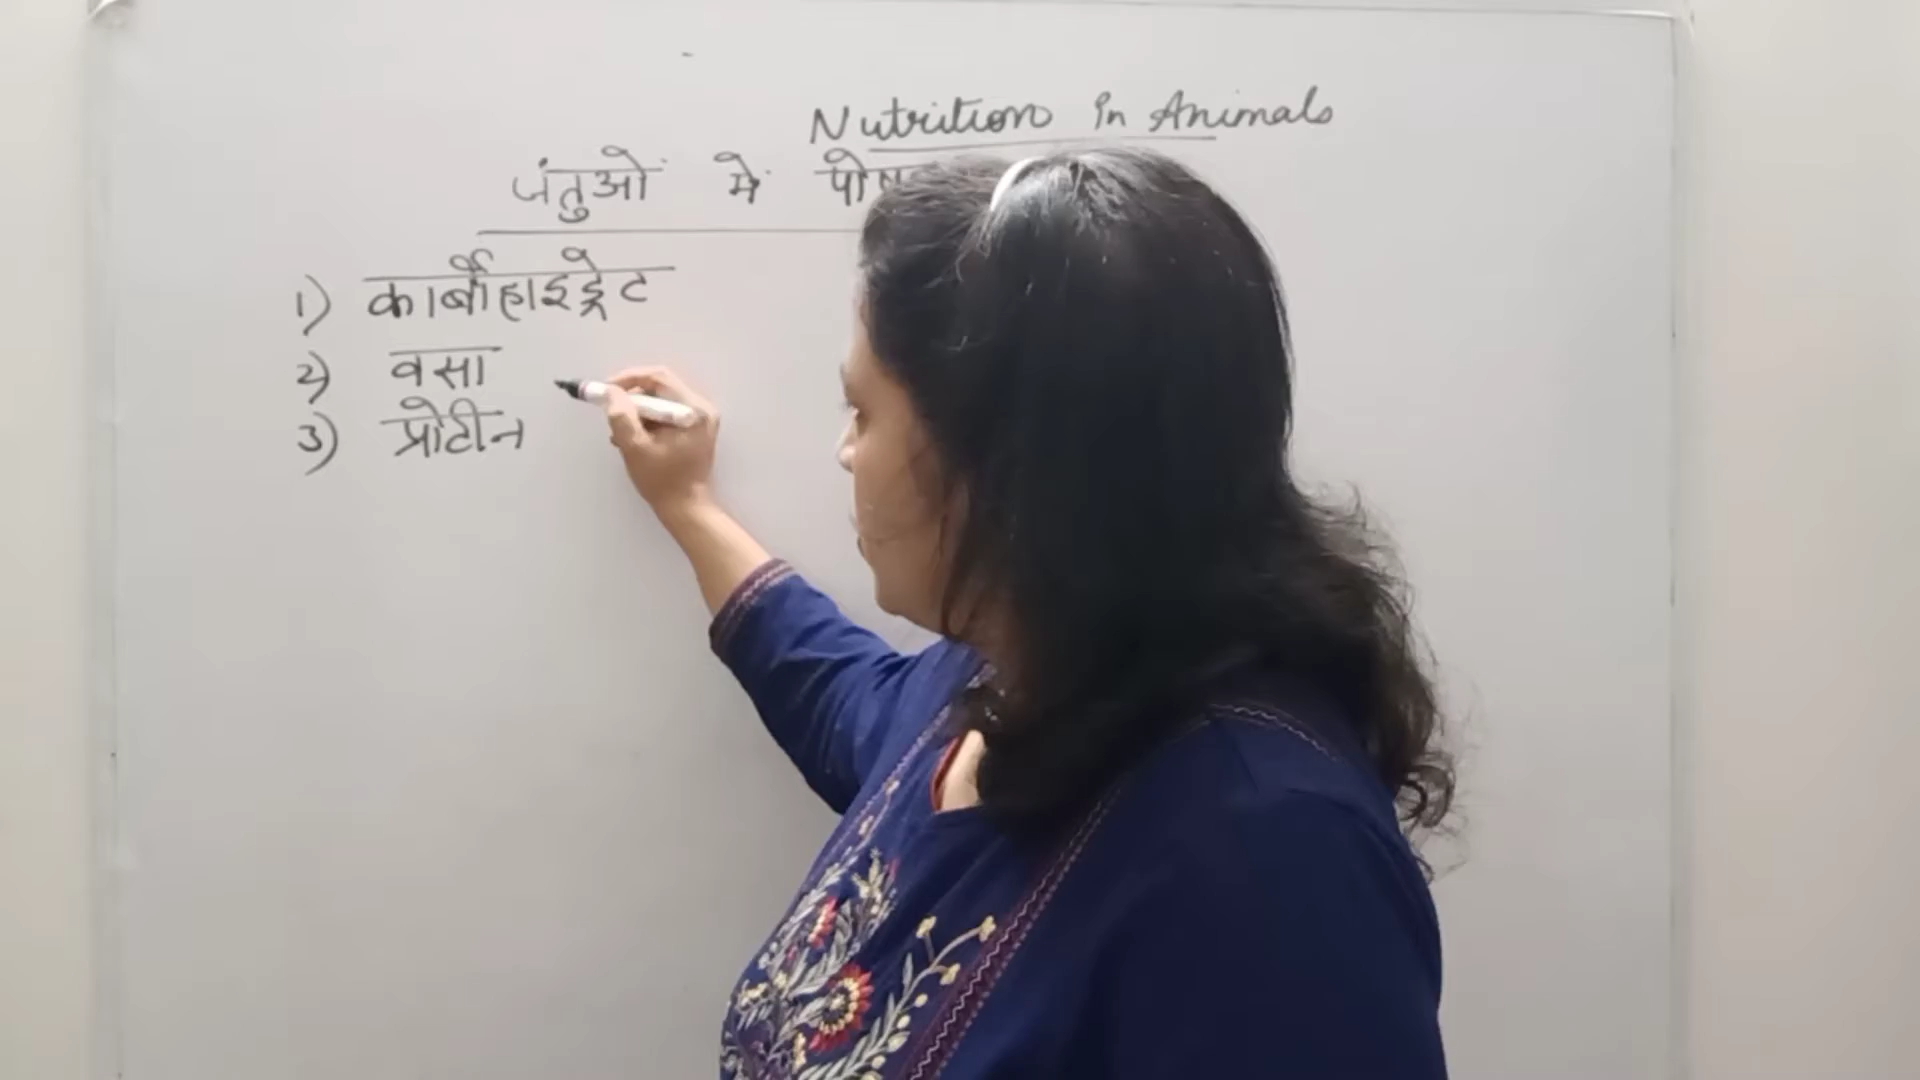 Nutrition In Animals
जंतुओं में
1) कार्बोहाइड्रेट
2) वसा
3) प्रोटीन